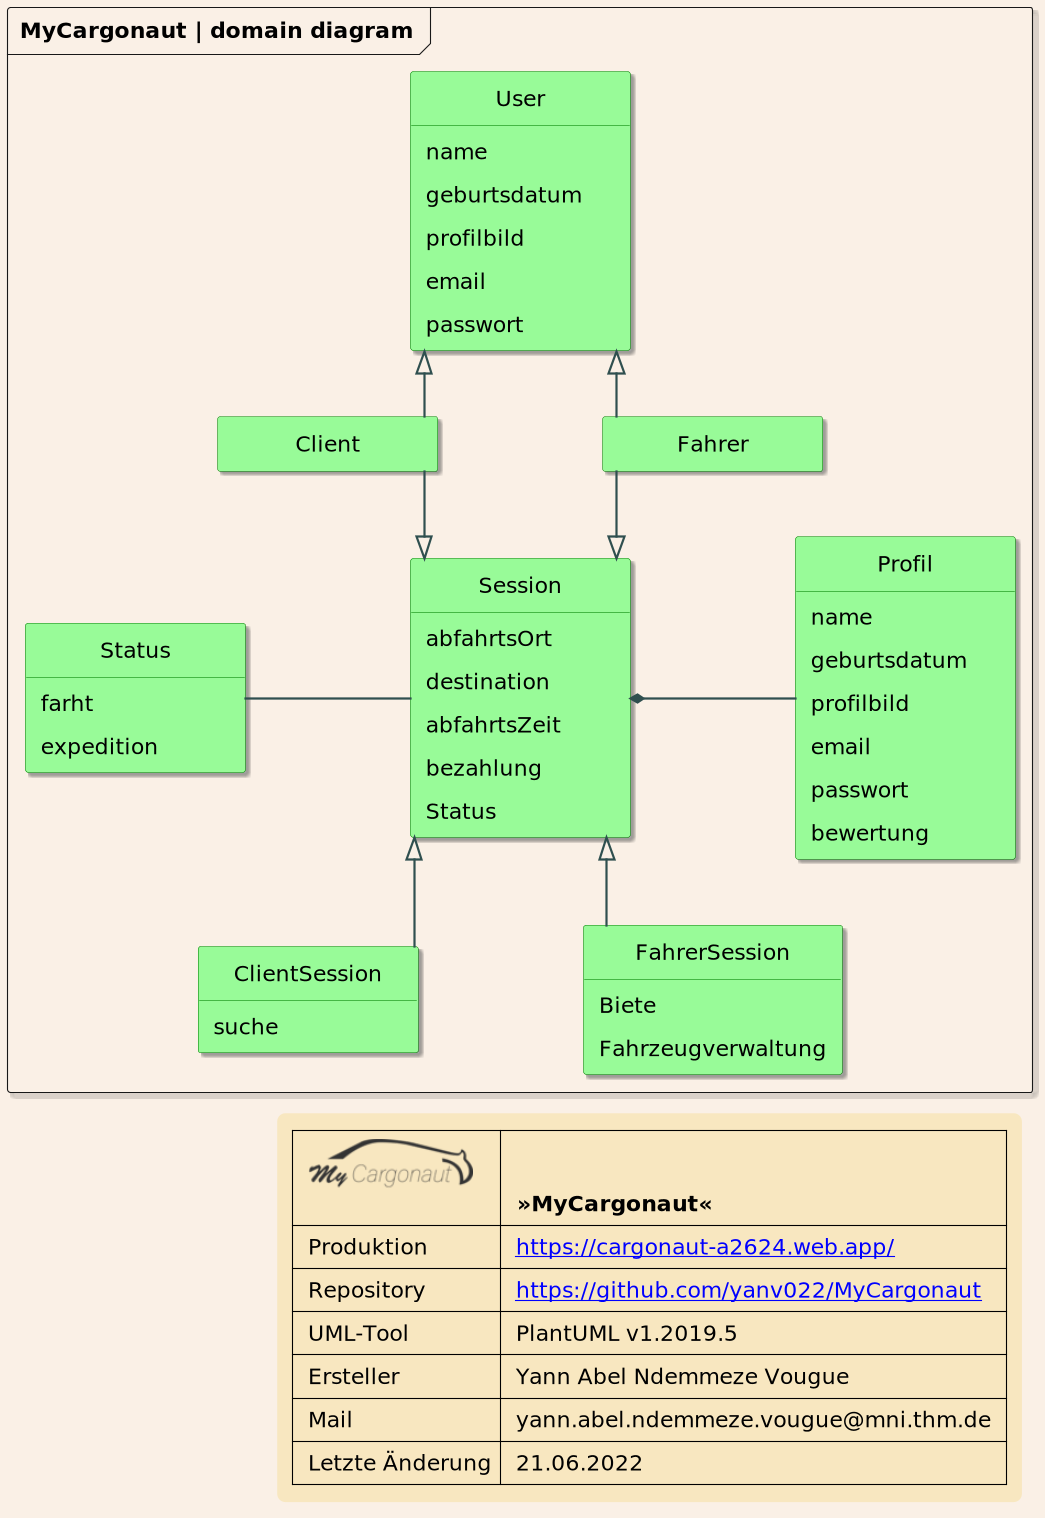 MyCargonaut | domain diagram
User
name
geburtsdatum
profilbild
email
passwort
Client
Fahrer
Session
abfahrtsOrt
destination
abfahrtsZeit
bezahlung
Status
Profil
name
geburtsdatum
profilbild
email
passwort
bewertung
Status
farht
expedition
ClientSession
suche
FahrerSession
Biete
Fahrzeugverwaltung
My Cargonaut
»MyCargonaut«
Produktion https://cargonaut-a2624.web.app/
Repository https://github.com/yanv022/MyCargonaut
UML-Tool PlantUML v1.2019.5
Ersteller Yann Abel Ndemmeze Vougue
Mail yann.abel.ndemmeze.vougue@mni.thm.de
Letzte Änderung 21.06.2022